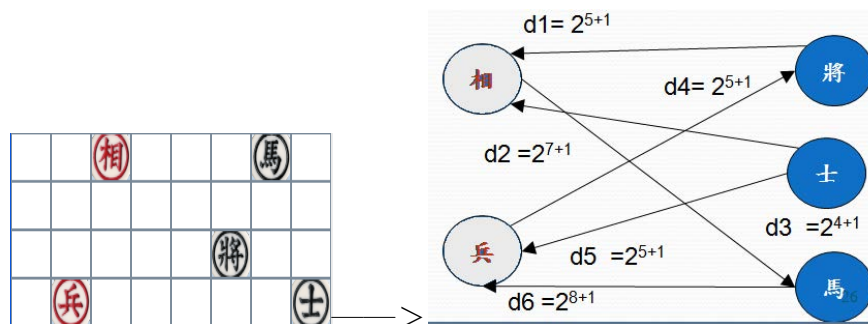 相 馬
將
兵 士
d1= 2⁵⁺¹
相 將
d4= 2⁵⁺¹
d2 =2⁷⁺¹
士
d3 =2⁴⁺¹
兵
d5 =2⁵⁺¹
馬
26
d6 =2⁸⁺¹